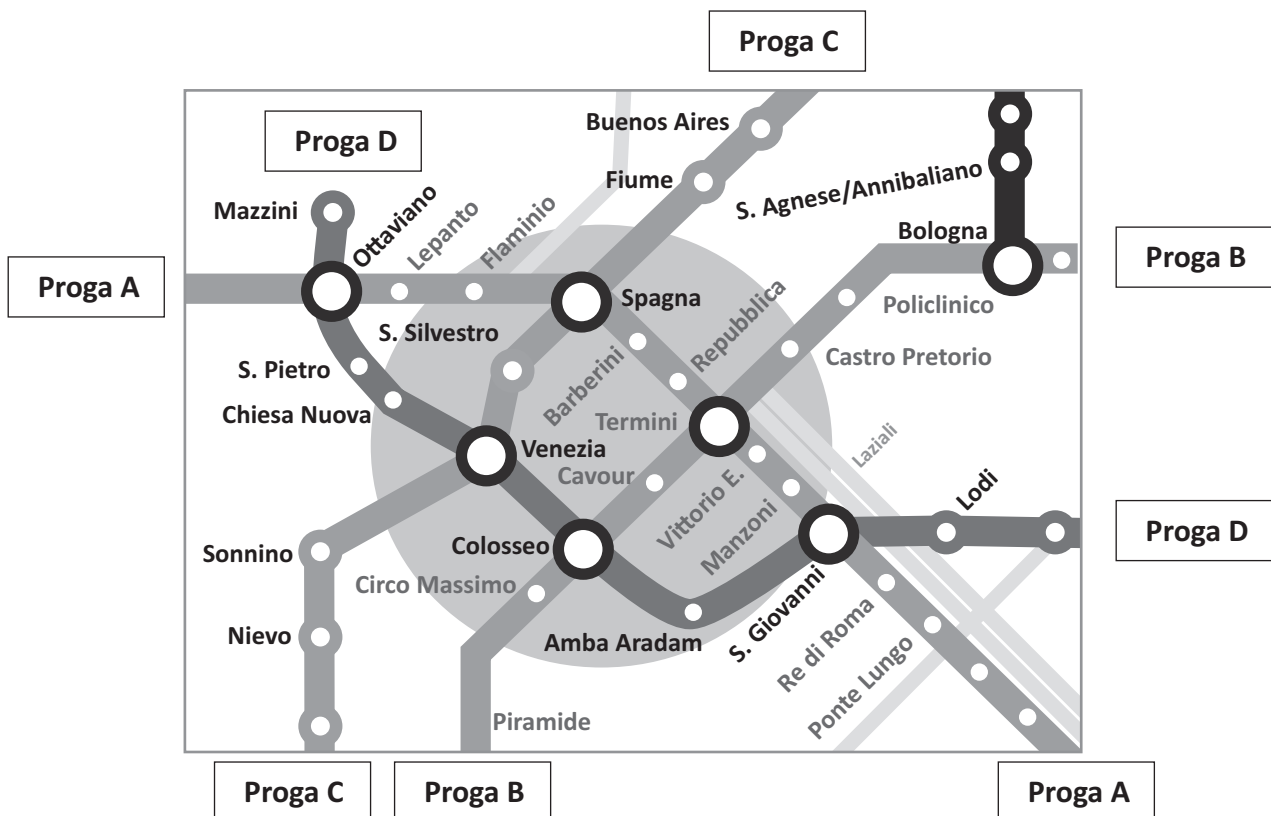 Proga C
Buenos Aires
Proga D
Fiume
S. Agnese/Annibaliano
Mazzini
Ottaviano
Lepanto
Flaminio
Bologna
Proga B
Proga A
Spagna
Repubblica
Policlinico
S. Silvestro
Barberini
Castro Pretorio
S. Pietro
Chiesa Nuova
Termini
Venezia
Laziali
Cavour
Vittorio E.
Manzoni
Lodi
Sonnino
Colosseo
Proga D
Circo Massimo
Nievo
Amba Aradam
S. Giovanni
Re di Roma
Ponte Lungo
Piramide
Proga C
Proga B
Proga A